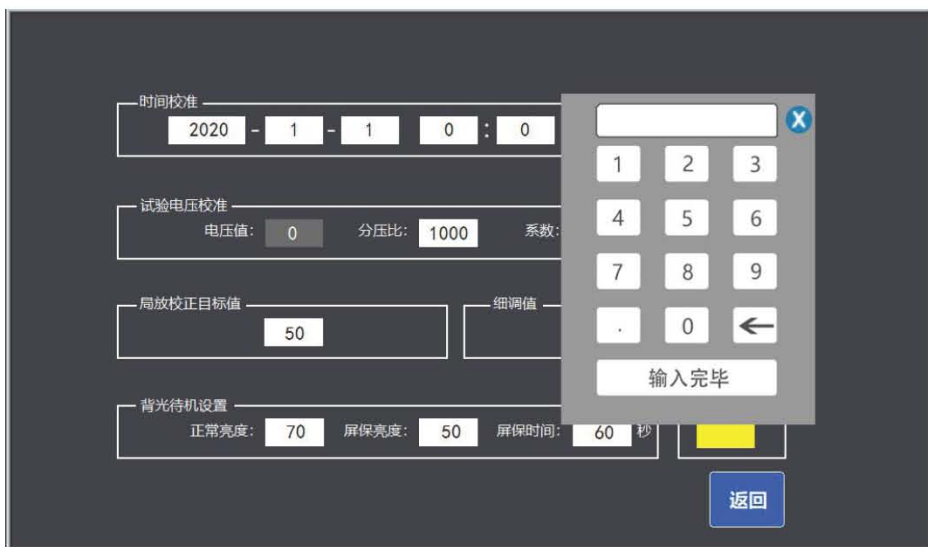 时间校准
2020 - 1 - 1 0 : 0
试验电压校准
电压值: 0 分压比: 1000 系数:
局放校正目标值
50
细调值
背光待机设置
正常亮度: 70 屏保亮度: 50 屏保时间: 60 秒
返回
X
1 2 3
4 5 6
7 8 9
. 0 ←
输入完毕